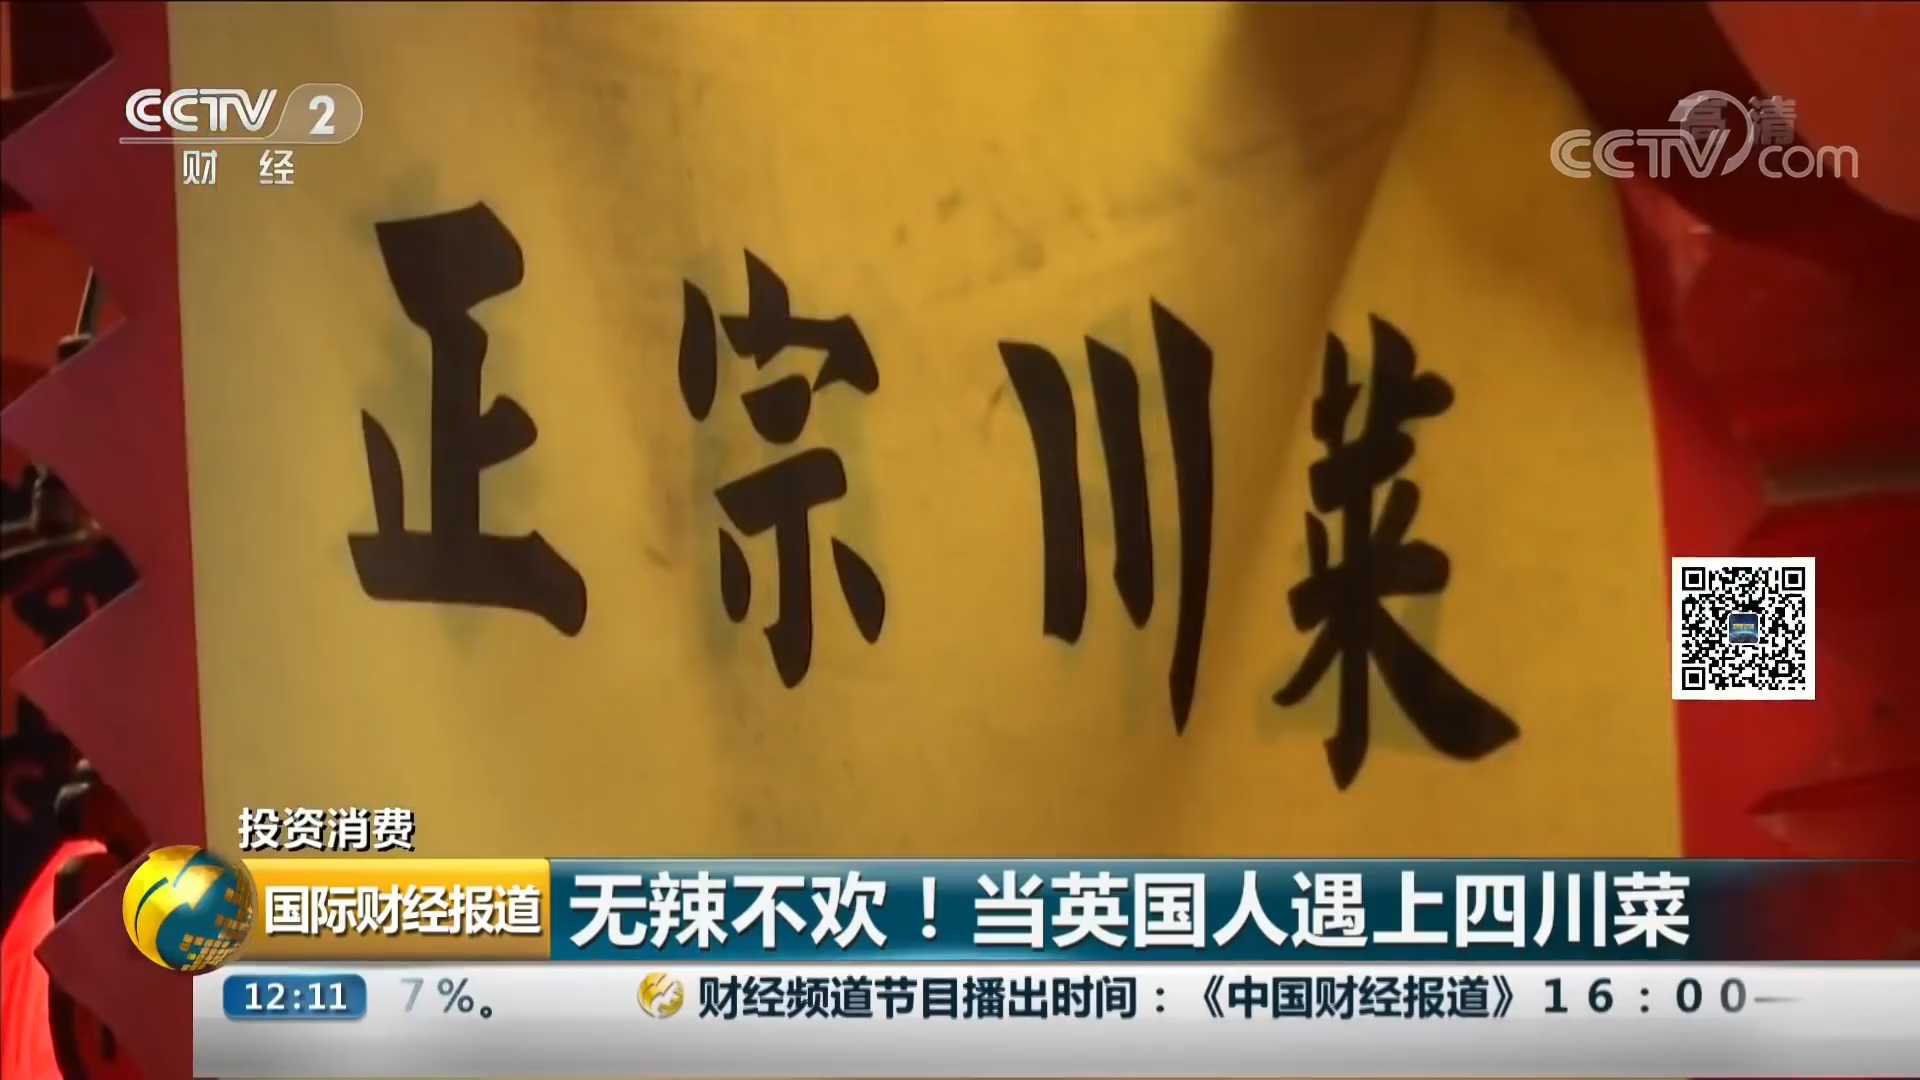 CCTV 2
财 经
高清
CCTV.com
正宗川菜
投资消费
国际财经报道
无辣不欢！当英国人遇上四川菜
12:11
7%。 财经频道节目播出时间：《中国财经报道》16:00